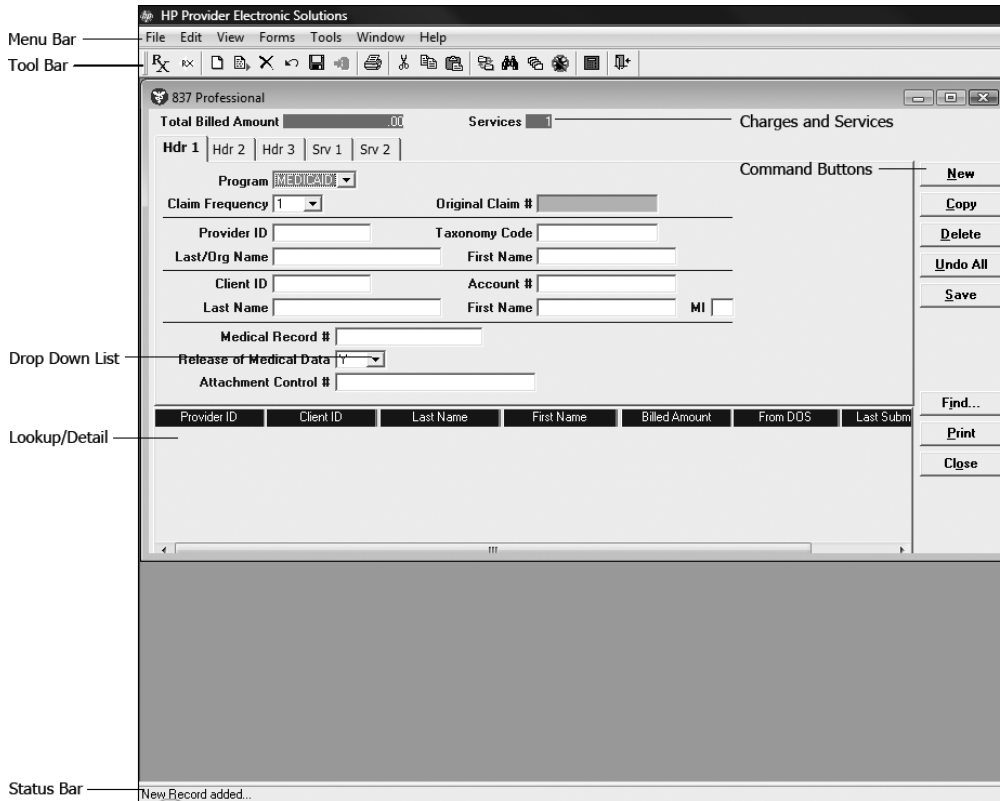 HP Provider Electronic Solutions
Menu Bar
File Edit View Forms Tools Window Help
Tool Bar
Rx RX
837 Professional
Total Billed Amount .00 Services 1
Charges and Services
Hdr 1 Hdr 2 Hdr 3 Srv 1 Srv 2
Command Buttons
New
Program MEDICAID
Claim Frequency 1 Original Claim #
Copy
Provider ID Taxonomy Code
Delete
Last/Org Name First Name
Undo All
Client ID Account #
Save
Last Name First Name MI
Medical Record #
Drop Down List
Release of Medical Data Y
Attachment Control #
Find...
Provider ID Client ID Last Name First Name Billed Amount From DOS Last Subm
Lookup/Detail
Print
Close
Status Bar
New Record added...